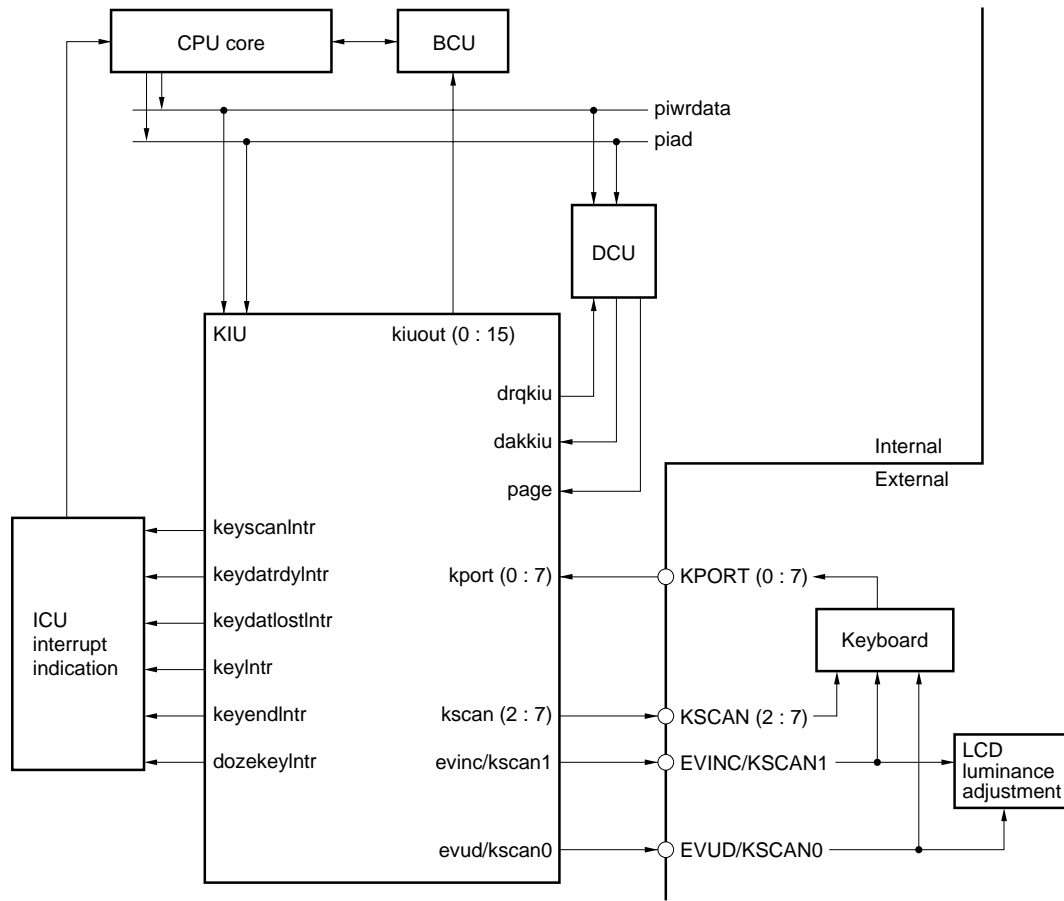 CPU core
BCU
piwrdata
piad
DCU
KIU
kiuout (0 : 15)
drqkiu
dakkiu
page
Internal
External
keyscanIntr
keydatrdyIntr
keydatlostIntr
keyIntr
keyendIntr
dozekeyIntr
ICU
interrupt
indication
kport (0 : 7)
KPORT (0 : 7)
Keyboard
kscan (2 : 7)
KSCAN (2 : 7)
evinc/kscan1
EVINC/KSCAN1
LCD
luminance
adjustment
evud/kscan0
EVUD/KSCAN0